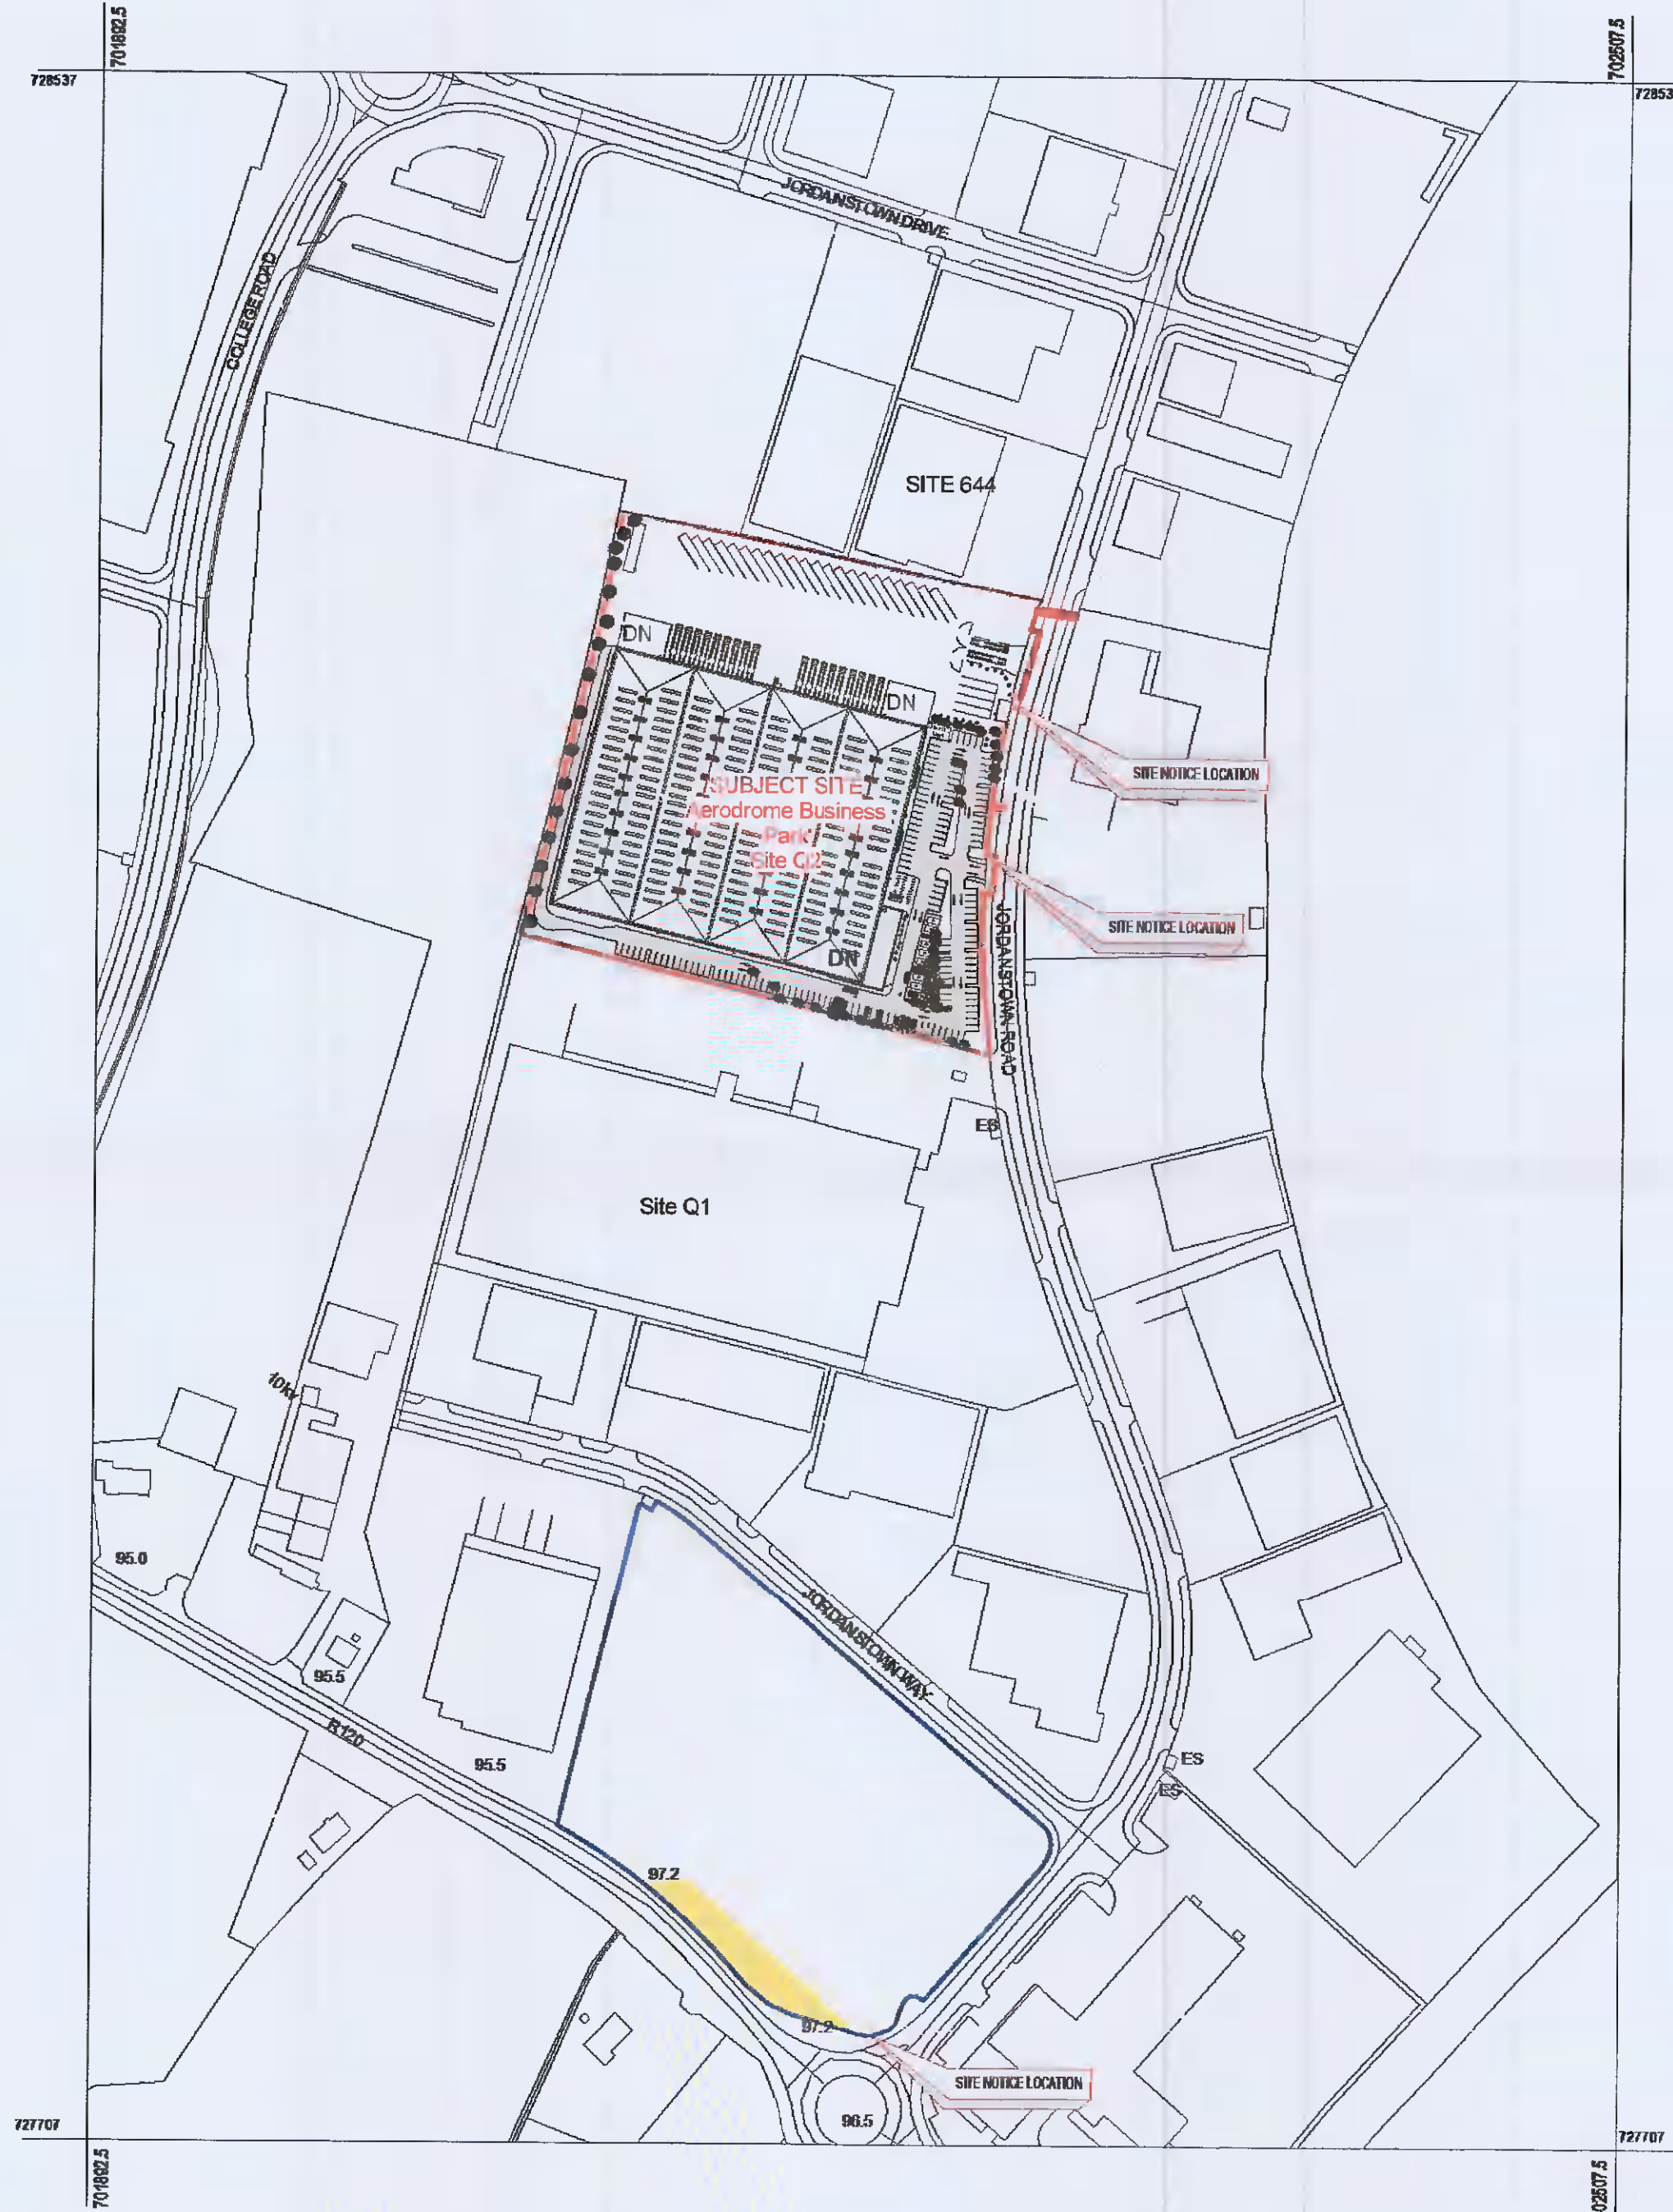 701892.5
702507.5
728537
72853
JORDANSTOWN DRIVE
COLLEGE ROAD
SITE 644
DN
DN
SITE NOTICE LOCATION
SUBJECT SITE
Aerodrome Business
Park
Site Q2
SITE NOTICE LOCATION
JORDANSTOWN ROAD
DN
ES
Site Q1
10kv
95.0
JORDANSTOWN WAY
95.5
R120
95.5
ES
ES
97.2
97.2
SITE NOTICE LOCATION
96.5
727707
727707
701892.5
02507.5